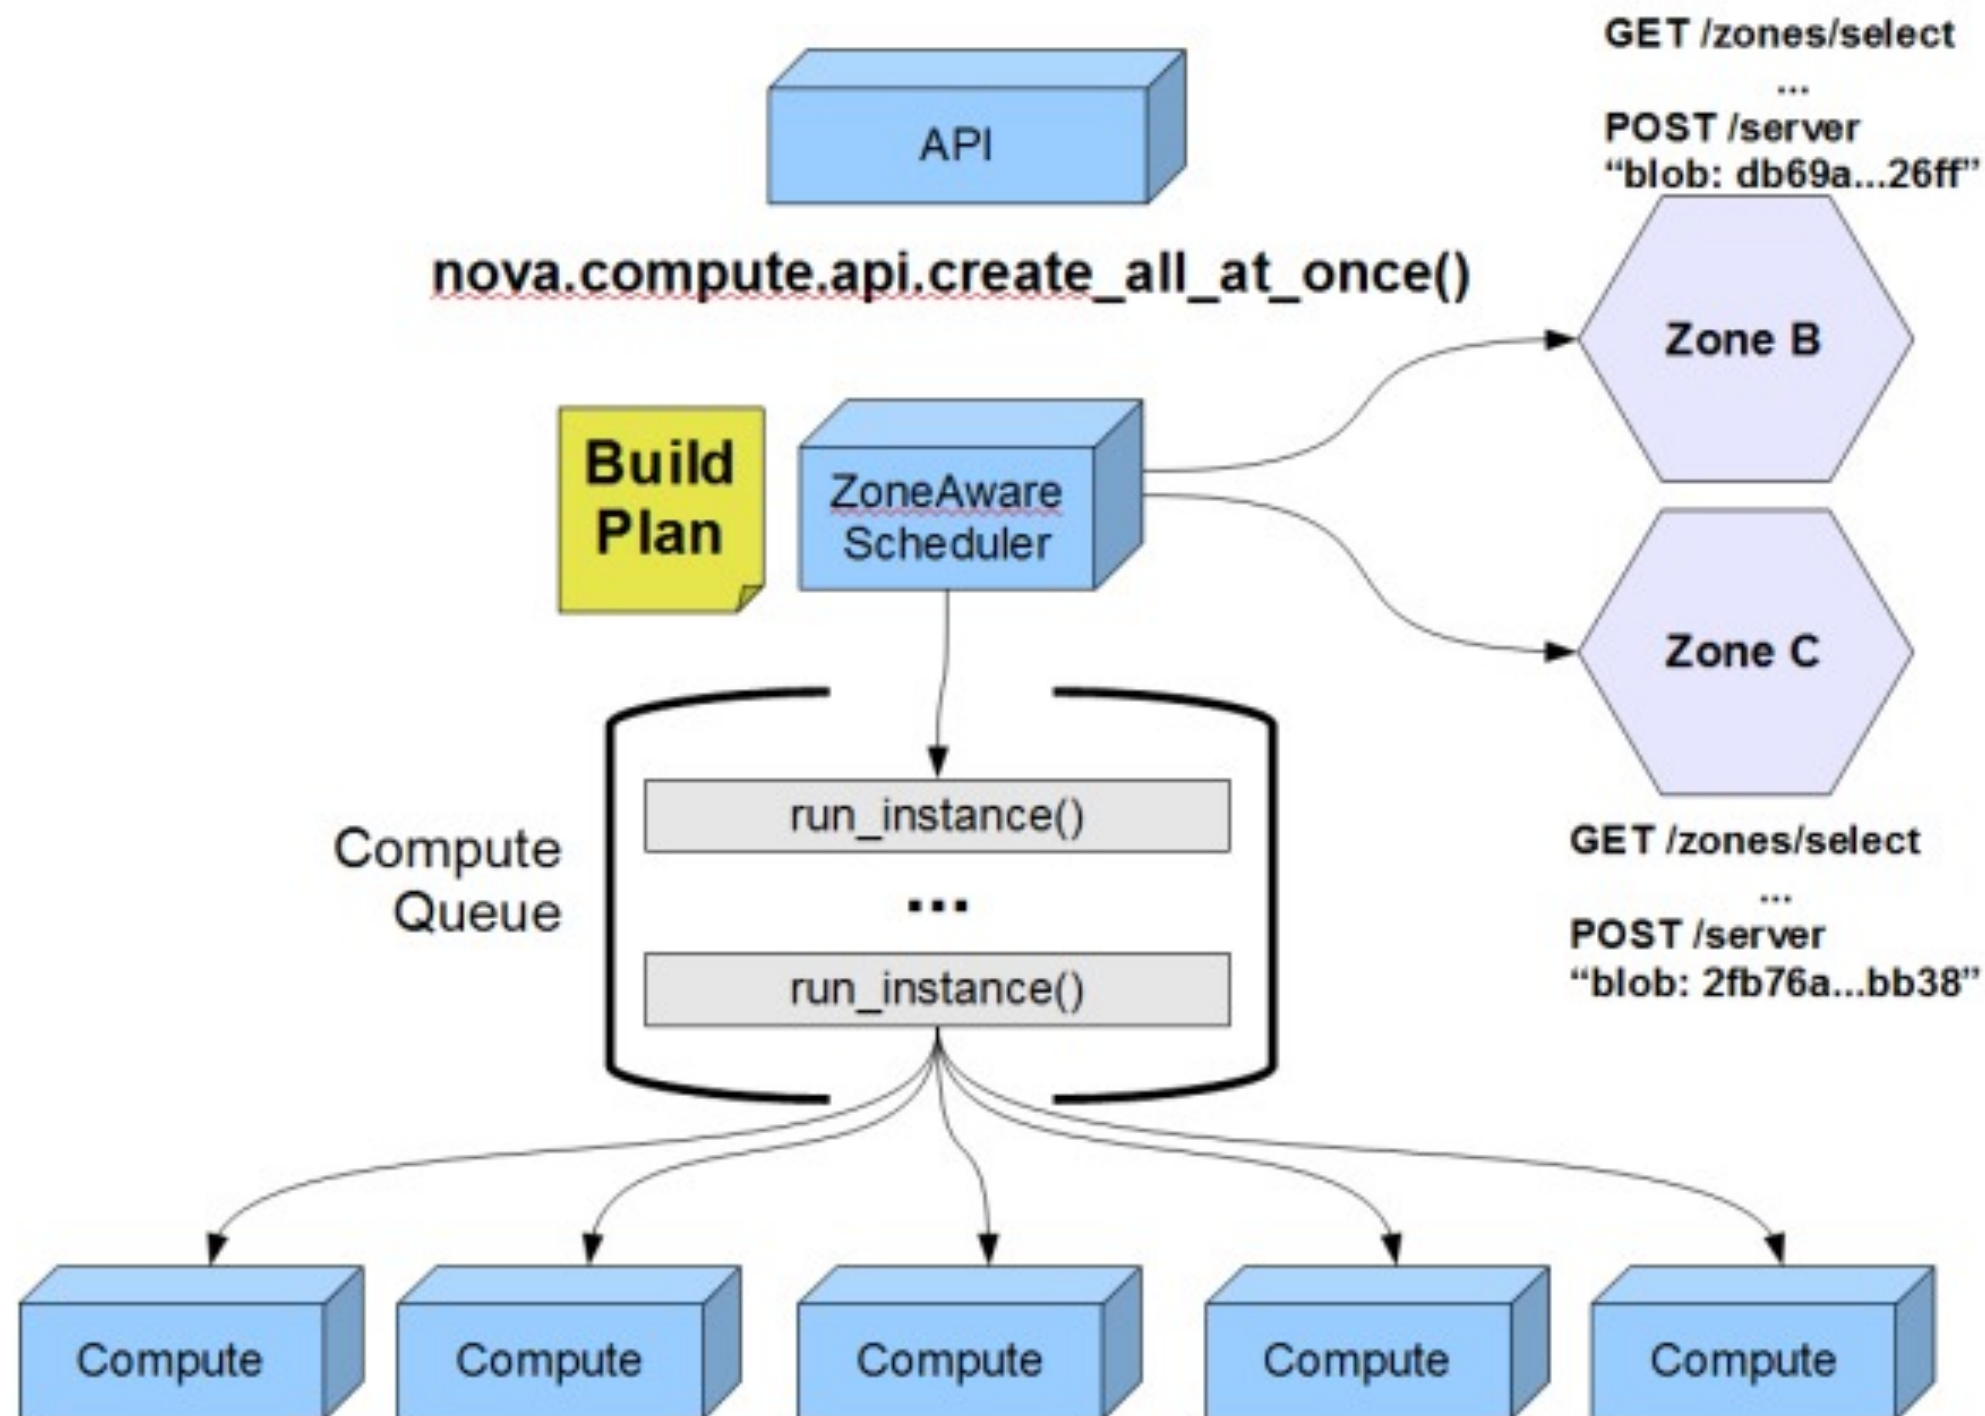 GET /zones/select
...
POST /server
“blob: db69a...26ff”
API
nova.compute.api.create_all_at_once()
Zone B
Build
Plan
ZoneAware
Scheduler
Zone C
run_instance()
Compute
Queue
...
run_instance()
GET /zones/select
...
POST /server
“blob: 2fb76a...bb38”
Compute
Compute
Compute
Compute
Compute